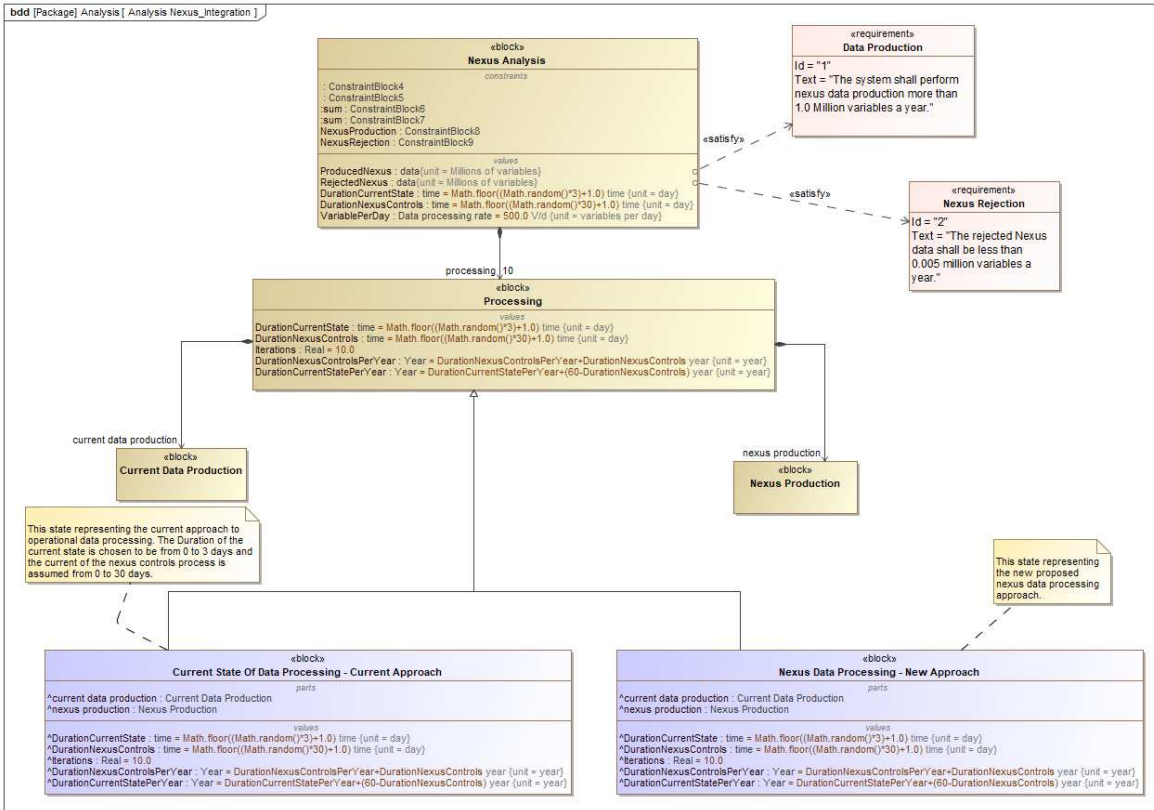 bdd [Package] Analysis [ Analysis Nexus_Integration ]
«block»
Nexus Analysis
constraints
: ConstraintBlock4
: ConstraintBlock5
:sum : ConstraintBlock6
:sum : ConstraintBlock7
NexusProduction : ConstraintBlock8
NexusRejection : ConstraintBlock9
values
ProducedNexus : data{unit = Millions of variables}
RejectedNexus : data{unit = Millions of variables}
DurationCurrentState : time = Math.floor((Math.random()*3)+1.0) time {unit = day}
DurationNexusControls : time = Math.floor((Math.random()*30)+1.0) time {unit = day}
VariablePerDay : Data processing rate = 500.0 V/d {unit = variables per day}
«requirement»
Data Production
Id = "1"
Text = "The system shall perform
nexus data production more than
1.0 Million variables a year."
«satisfy»
«satisfy»
«requirement»
Nexus Rejection
Id = "2"
Text = "The rejected Nexus
data shall be less than
0.005 million variables a
year."
processing 10
«block»
Processing
values
DurationCurrentState : time = Math.floor((Math.random()*3)+1.0) time {unit = day}
DurationNexusControls : time = Math.floor((Math.random()*30)+1.0) time {unit = day}
Iterations : Real = 10.0
DurationNexusControlsPerYear : Year = DurationNexusControlsPerYear+DurationNexusControls year {unit = year}
DurationCurrentStatePerYear : Year = DurationCurrentStatePerYear+(60-DurationNexusControls) year {unit = year}
current data production
«block»
Current Data Production
nexus production
«block»
Nexus Production
This state representing the current approach to
operational data processing. The Duration of the
current state is chosen to be from 0 to 3 days and
the current of the nexus controls process is
assumed from 0 to 30 days.
This state representing
the new proposed
nexus data processing
approach.
«block»
Current State Of Data Processing - Current Approach
parts
^current data production : Current Data Production
^nexus production : Nexus Production
values
^DurationCurrentState : time = Math.floor((Math.random()*3)+1.0) time {unit = day}
^DurationNexusControls : time = Math.floor((Math.random()*30)+1.0) time {unit = day}
^Iterations : Real = 10.0
^DurationNexusControlsPerYear : Year = DurationNexusControlsPerYear+DurationNexusControls year {unit = year}
^DurationCurrentStatePerYear : Year = DurationCurrentStatePerYear+(60-DurationNexusControls) year {unit = year}
«block»
Nexus Data Processing - New Approach
parts
^current data production : Current Data Production
^nexus production : Nexus Production
values
^DurationCurrentState : time = Math.floor((Math.random()*3)+1.0) time {unit = day}
^DurationNexusControls : time = Math.floor((Math.random()*30)+1.0) time {unit = day}
^Iterations : Real = 10.0
^DurationNexusControlsPerYear : Year = DurationNexusControlsPerYear+DurationNexusControls year {unit = year}
^DurationCurrentStatePerYear : Year = DurationCurrentStatePerYear+(60-DurationNexusControls) year {unit = year}